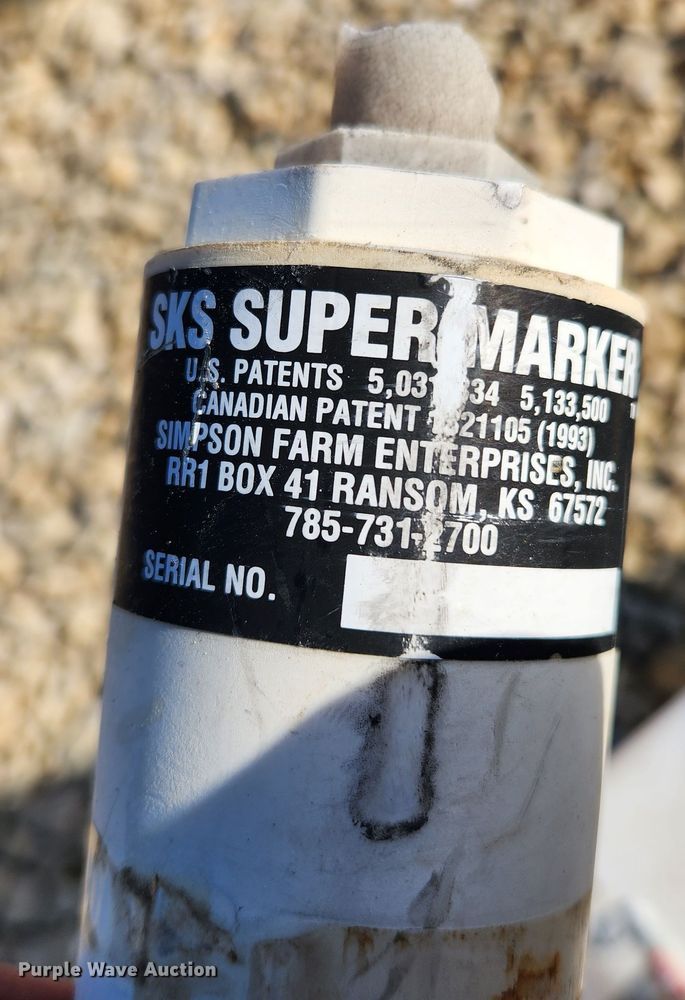 SKS SUPER MARKER
U.S. PATENTS 5,133,500
CANADIAN PATENT (1993)
SIMPSON FARM ENTERPRISES, INC.
RR1 BOX 41 RANSOM, KS 67572
785-731-2700
SERIAL NO.
Purple Wave Auction